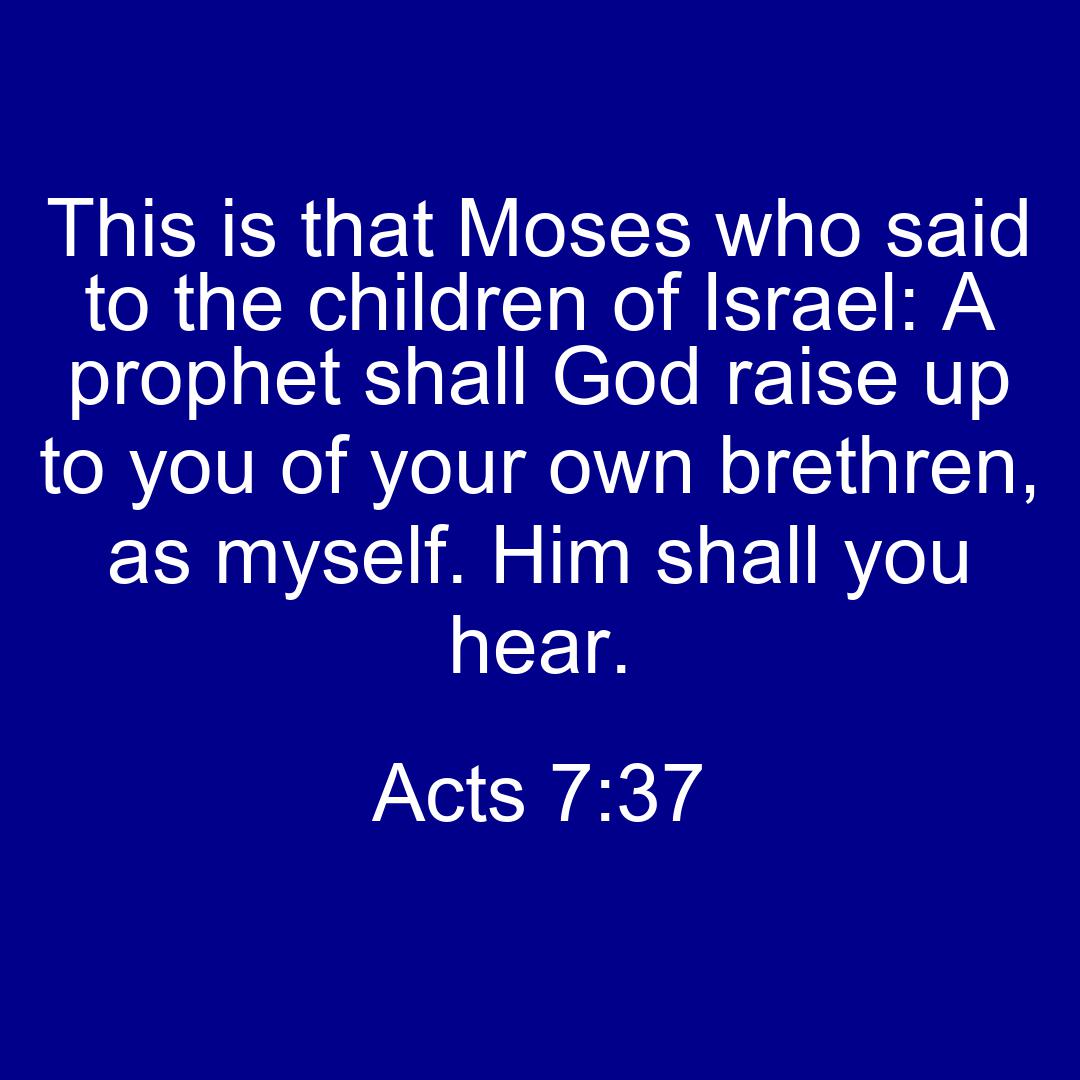 This is that Moses who said
to the children of Israel: A
prophet shall God raise up
to you of your own brethren,
as myself. Him shall you
hear.
Acts 7:37